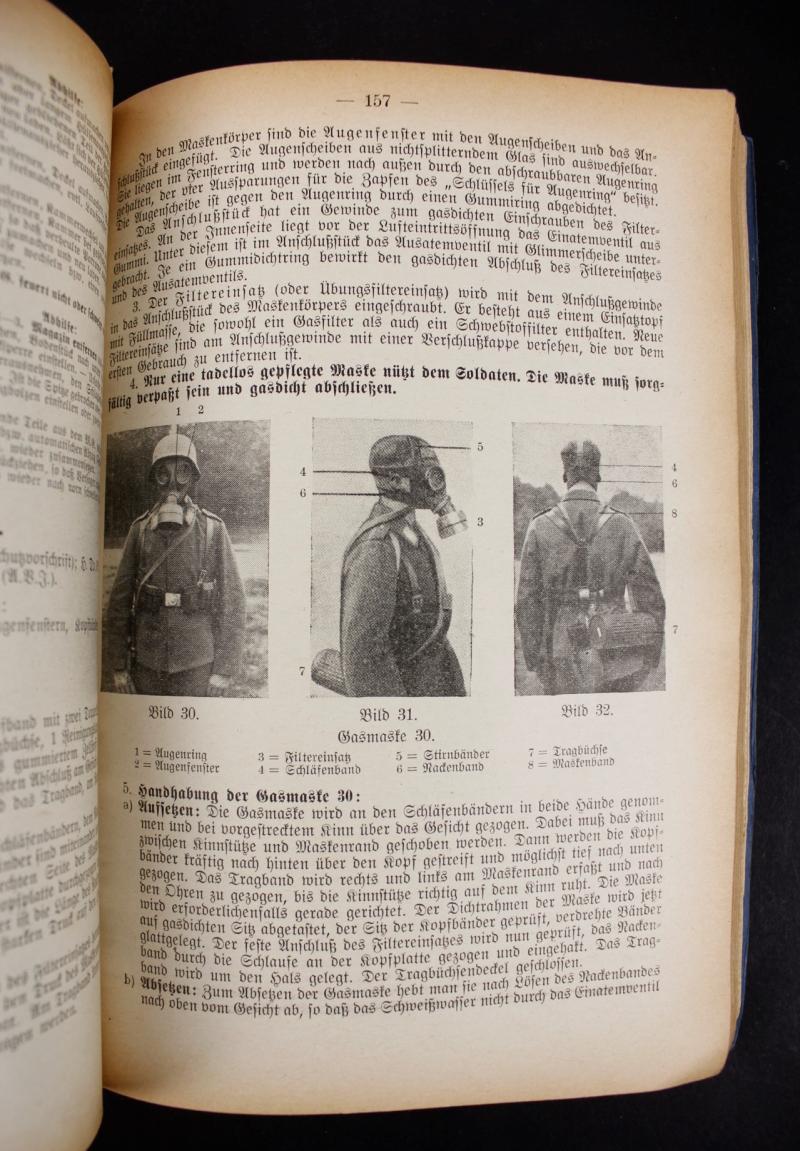 Abhilfe:
— 157 —
In den Maskenkörper sind die Augenfenster mit den Augenscheiben und das An-
schlußstück eingefügt. Die Augenscheiben aus nichtsplitterndem Glas sind auswechselbar.
Sie liegen im Fensterring und werden nach außen durch den abschraubbaren Augenring
gehalten, der vier Aussparungen für die Zapfen des „Schlüssels für Augenring“ besitzt.
Die Augenscheibe ist gegen den Augenring durch einen Gummiring abgedichtet.
Das Anschlußstück hat ein Gewinde zum gasdichten Einschrauben des Filter-
einsatzes. An der Innenseite liegt vor der Lufteintrittsöffnung das Einatemventil aus
Gummi. Unter diesem ist im Anschlußstück das Ausatemventil mit Glimmerscheibe unter-
gebracht. Je ein Gummidichtring bewirkt den gasdichten Abschluß des Filtereinsatzes
und des Ausatemventils.
3. Der Filtereinsatz (oder Übungsfiltereinsatz) wird mit dem Anschlußgewinde
in das Anschlußstück des Maskenkörpers eingeschraubt. Er besteht aus einem Einsatztopf
mit Füllmasse, die sowohl ein Gasfilter als auch ein Schwebstoffilter enthalten. Neue
Filtereinsätze sind am Anschlußgewinde mit einer Verschlußkappe versehen, die vor dem
ersten Gebrauch zu entfernen ist.
4. Nur eine tadellos gepflegte Maske nützt dem Soldaten. Die Maske muß sorg-
fältig verpaßt sein und gasdicht abschließen.
1 2
4
6
5
3
7
4
6
8
7
Bild 30.
Bild 31.
Bild 32.
Gasmaske 30.
1 = Augenring
2 = Augenfenster
3 = Filtereinsatz
4 = Schläfenband
5 = Stirnbänder
6 = Nackenband
7 = Tragbüchse
8 = Maskenband
5. Handhabung der Gasmaske 30:
a) Aufsetzen: Die Gasmaske wird an den Schläfenbändern in beide Hände genom-
men und bei vorgestrecktem Kinn über das Gesicht gezogen. Dabei muß das Kinn
zwischen Kinnstütze und Maskenrand geschoben werden. Dann werden die Kopf-
bänder kräftig nach hinten über den Kopf gestreift und möglichst tief nach unten
gezogen. Das Tragband wird rechts und links am Maskenrand erfaßt und nach
den Ohren zu gezogen, bis die Kinnstütze richtig auf dem Kinn ruht. Die Maske
wird erforderlichenfalls gerade gerichtet. Der Dichtrahmen der Maske wird jetzt
auf gasdichten Sitz abgetastet, der Sitz der Kopfbänder geprüft, verdrehte Bänder
glattgelegt. Der feste Anschluß des Filtereinsatzes wird nun geprüft, das Nacken-
band durch die Schlaufe an der Kopfplatte gezogen und eingehakt. Das Trag-
band wird um den Hals gelegt. Der Tragbüchsendeckel geschlossen.
b) Absetzen: Zum Absetzen der Gasmaske hebt man sie nach Lösen des Nackenbandes
nach oben vom Gesicht ab, so daß das Schweißwasser nicht durch das Einatemventil